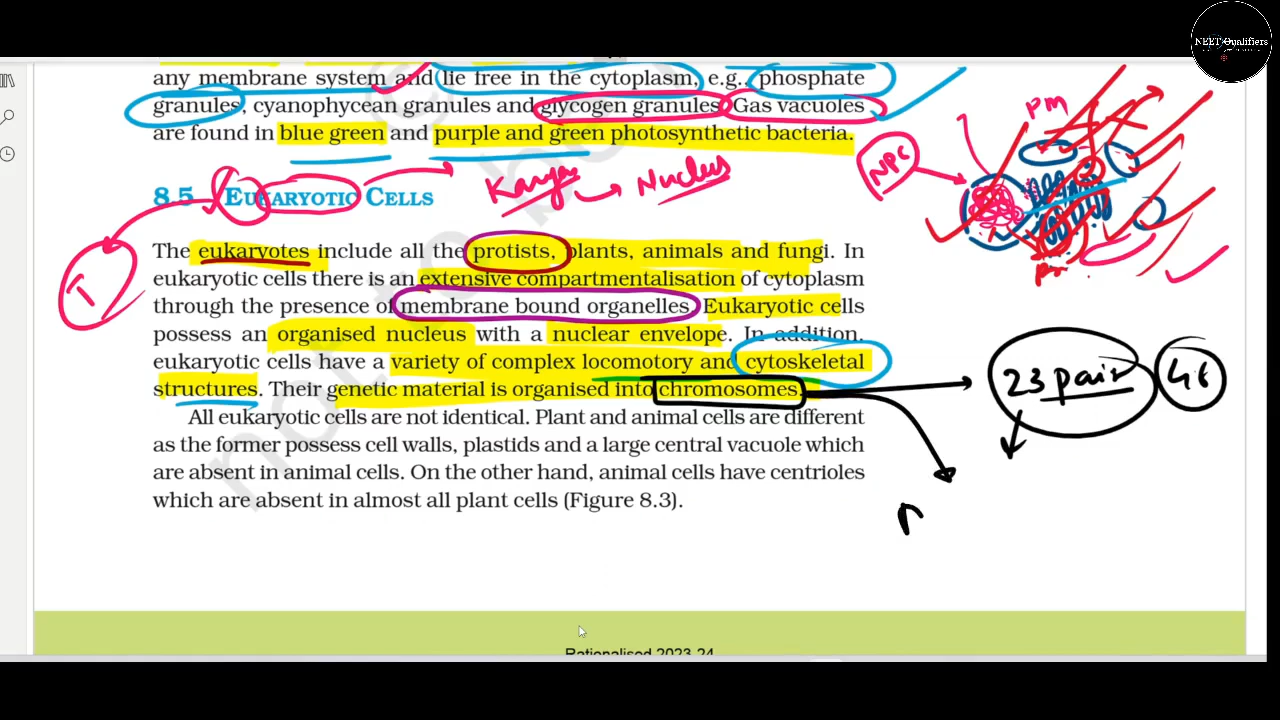 NEET Qualifiers
any membrane system and lie free in the cytoplasm, e.g., phosphate
granules, cyanophycean granules and glycogen granules. Gas vacuoles
are found in blue green and purple and green photosynthetic bacteria.
PM
NPC
8.5 EUKARYOTIC CELLS
Nucleus
T
The eukaryotes include all the protists, plants, animals and fungi. In
eukaryotic cells there is an extensive compartmentalisation of cytoplasm
through the presence of membrane bound organelles. Eukaryotic cells
possess an organised nucleus with a nuclear envelope. In addition,
eukaryotic cells have a variety of complex locomotory and cytoskeletal
structures. Their genetic material is organised into chromosomes.
23 pair 46
All eukaryotic cells are not identical. Plant and animal cells are different
as the former possess cell walls, plastids and a large central vacuole which
are absent in animal cells. On the other hand, animal cells have centrioles
which are absent in almost all plant cells (Figure 8.3).
Rationalised 2023-24